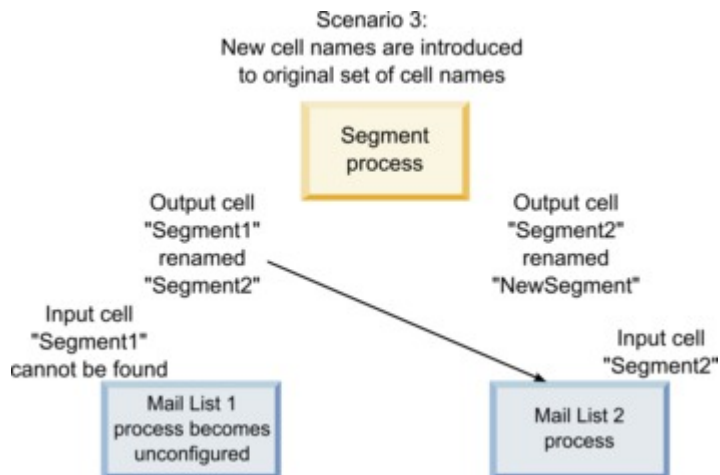 Scenario 3:
New cell names are introduced
to original set of cell names
Segment
process
Output cell
"Segment1"
renamed
"Segment2"
Output cell
"Segment2"
renamed
"NewSegment"
Input cell
"Segment1"
cannot be found
Input cell
"Segment2"
Mail List 1
process becomes
unconfigured
Mail List 2
process